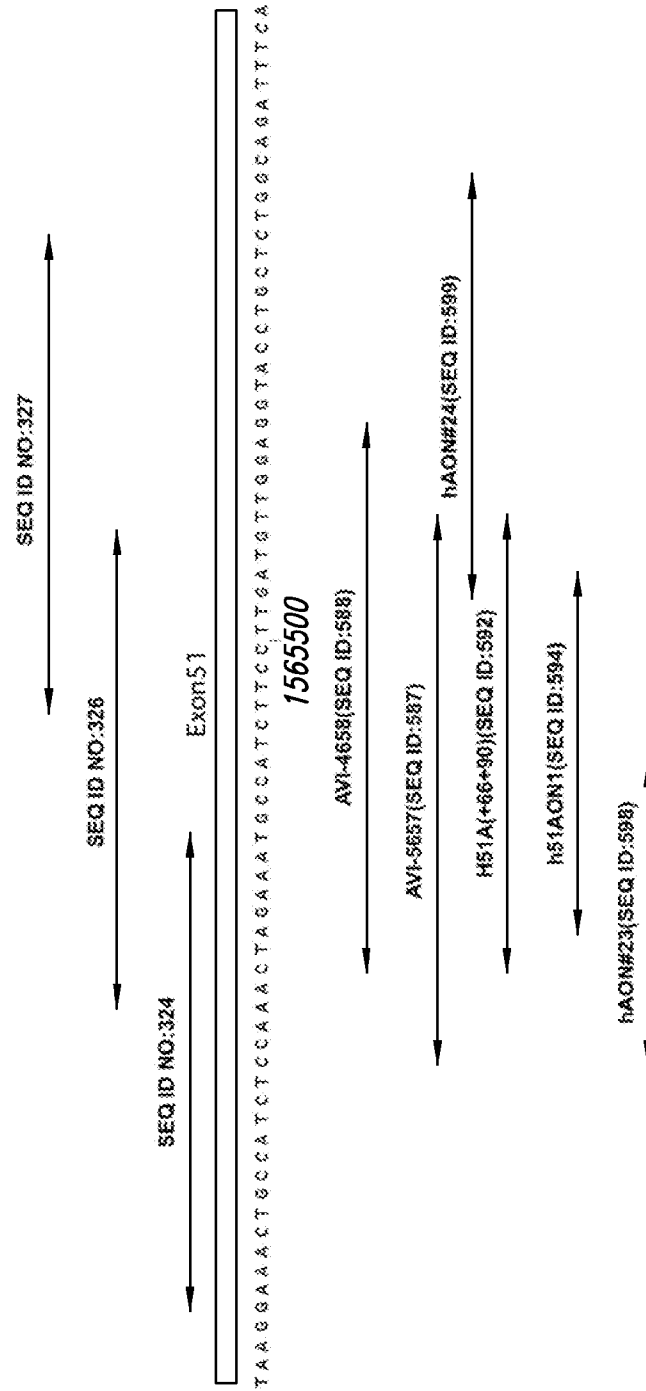 SEQ ID NO:327
SEQ ID NO:326
SEQ ID NO:324
Exon51
TAAGGAAACTGCCATCTCCAAACTAGAAATGCCATCTTCCTTGATGTTGGAGGTACCTGCTCTGGCAGATTTCA
1565500
AVI-4658(SEQ ID:588)
AVI-5657(SEQ ID:587)
hAON#24(SEQ ID:599)
H51A(+66+90)(SEQ ID:592)
h51AON1(SEQ ID:594)
hAON#23(SEQ ID:598)